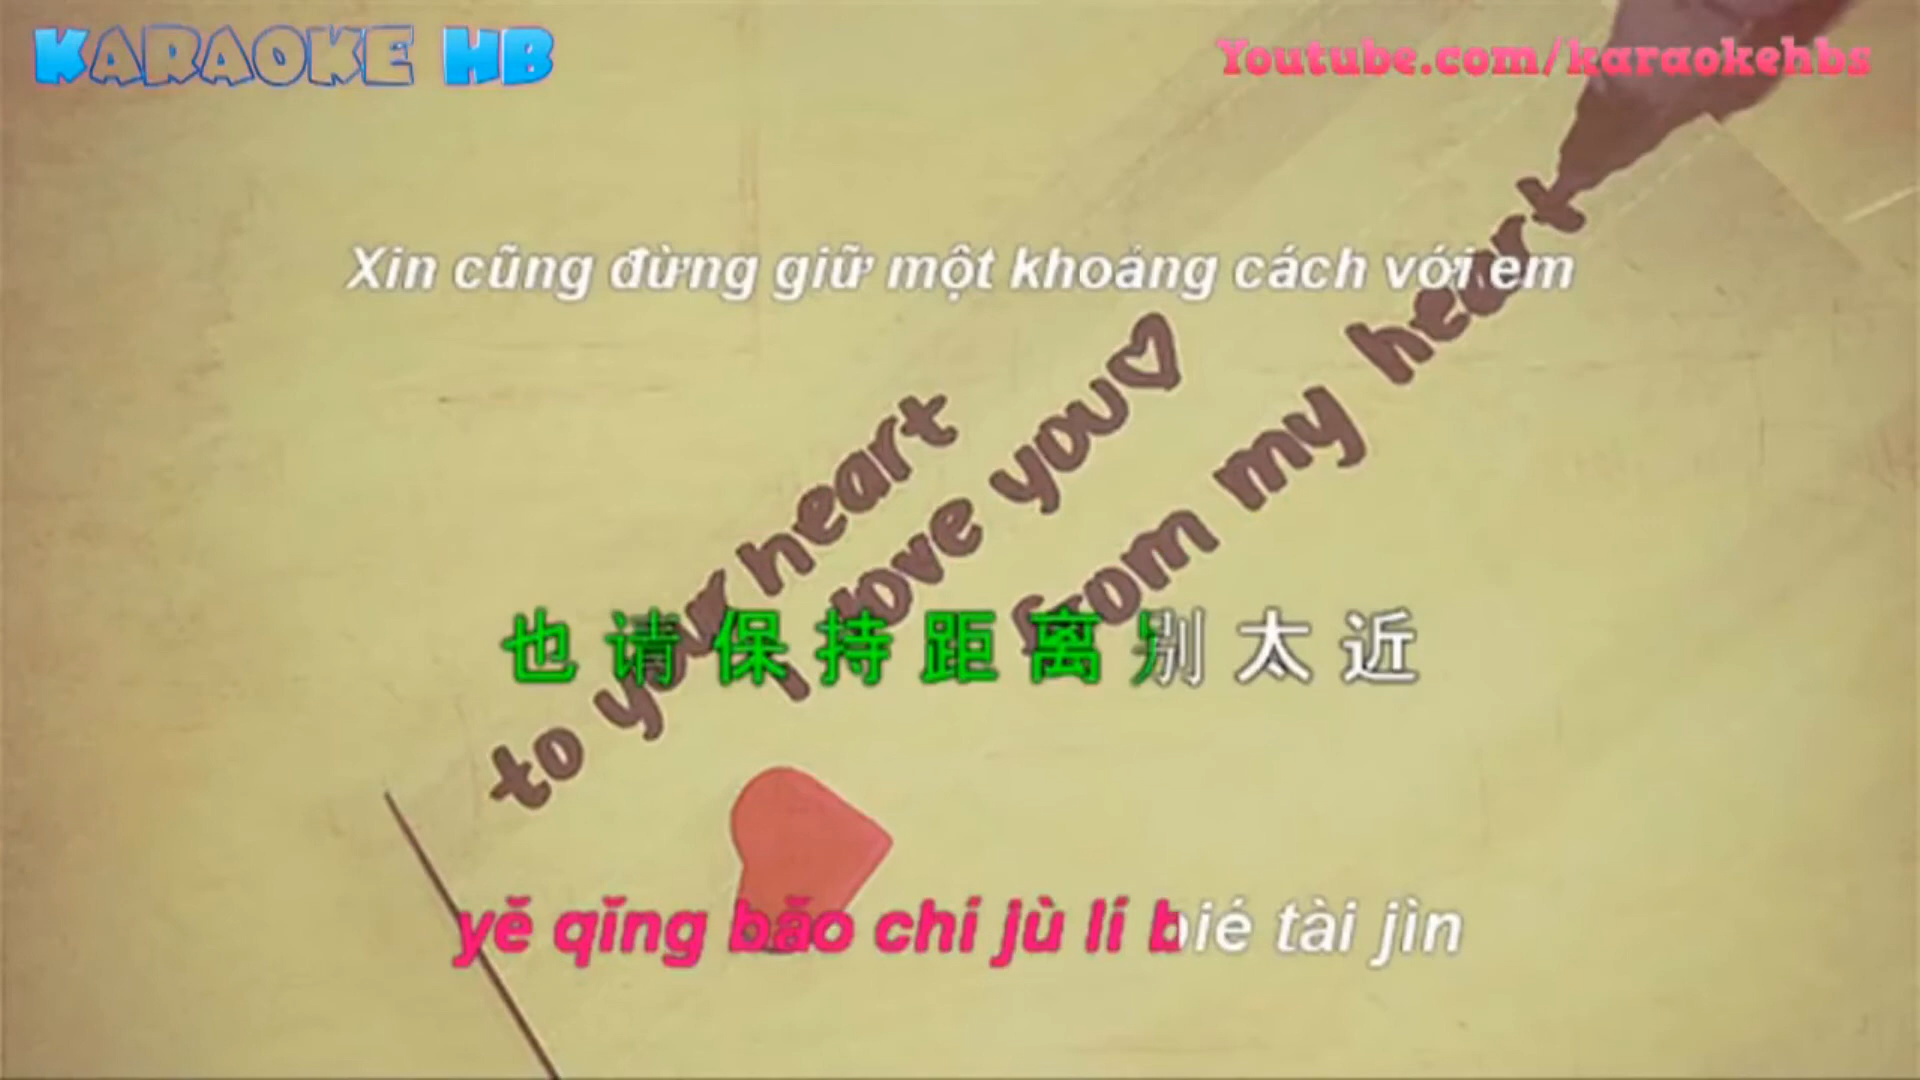 KARAOKE HB
Youtube.com/karaokehbs
Xin cũng đừng giữ một khoảng cách với em
to your heart
I love you
from my heart
也请保持距离别太近
yě qǐng bǎo chí jù lí bié tài jìn